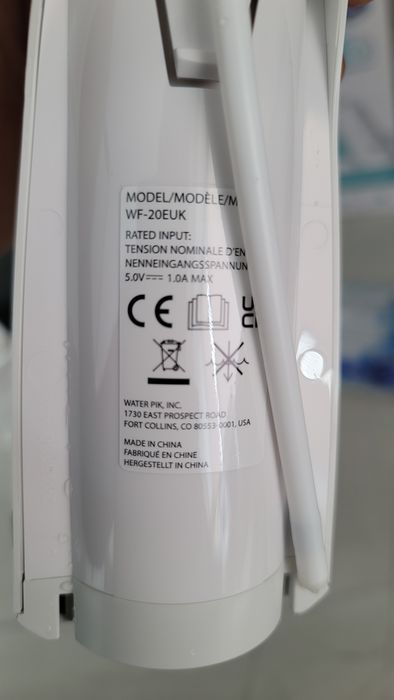 MODEL/MODÈLE/M
WF-20EUK
RATED INPUT:
TENSION NOMINALE D'EN
NENNEINGANGSSPANNUN
5.0V⎓ 1.0A MAX
CE
UK
CA
WATER PIK, INC.
1730 EAST PROSPECT ROAD
FORT COLLINS, CO 80553-0001, USA
MADE IN CHINA
FABRIQUÉ EN CHINE
HERGESTELLT IN CHINA